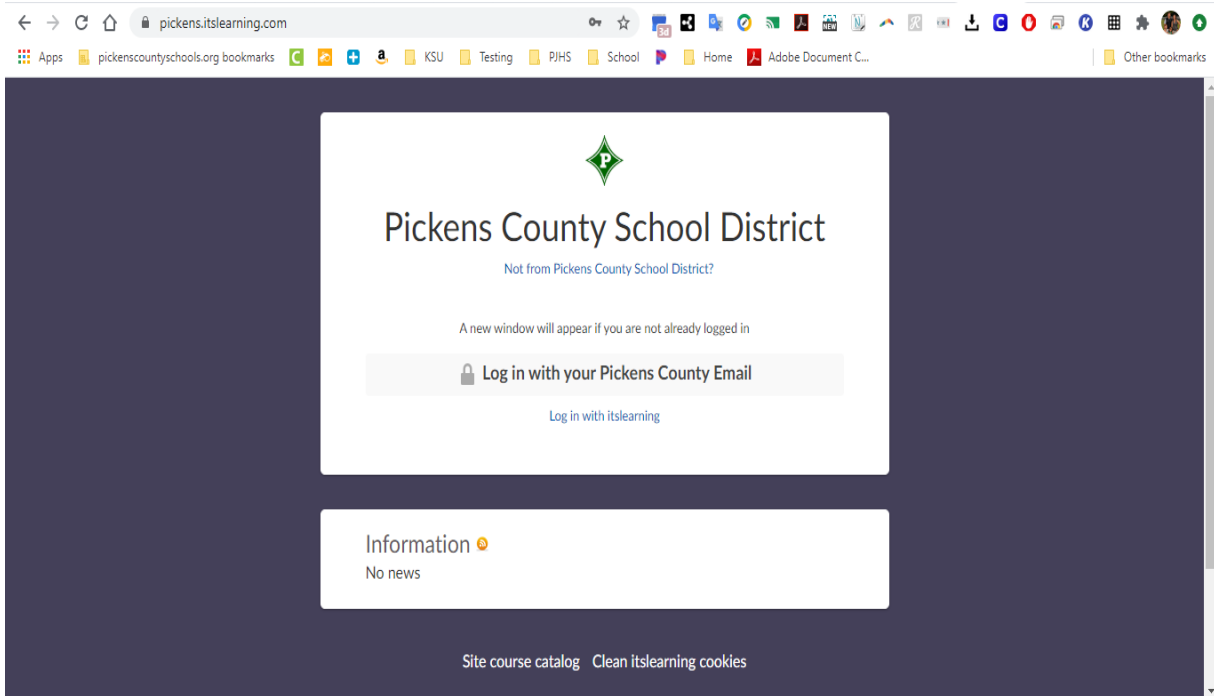 pickens.itslearning.com
3d
NEW
Apps pickenscountyschools.org bookmarks KSU Testing PJHS School Home Adobe Document C... Other bookmarks
P
Pickens County School District
Not from Pickens County School District?
A new window will appear if you are not already logged in
Log in with your Pickens County Email
Log in with itslearning
Information
No news
Site course catalog Clean itslearning cookies